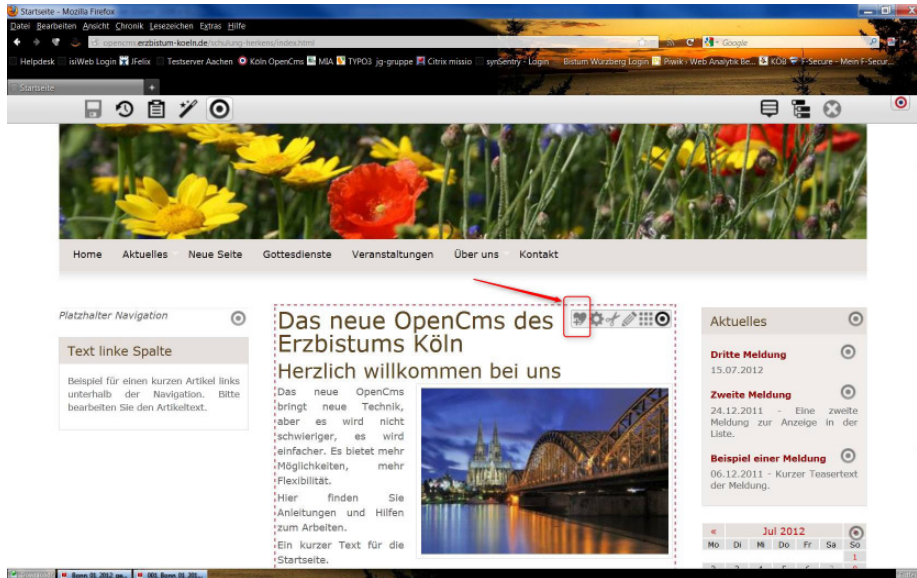 Startseite - Mozilla Firefox
Datei Bearbeiten Ansicht Chronik Lesezeichen Extras Hilfe
opencms.erzbistum-koeln.de/schulung-herkens/index.html
Google
Helpdesk isiWeb Login JFelix Testserver Aachen Köln OpenCms MIA TYPO3 jg-gruppe Citrix missio synSentry - Login Bistum Würzberg Login Piwik › Web Analytik Be... KOB F-Secure - Mein F-Secur...
Startseite
Home Aktuelles Neue Seite Gottesdienste Veranstaltungen Über uns Kontakt
Platzhalter Navigation
Text linke Spalte
Beispiel für einen kurzen Artikel links
unterhalb der Navigation. Bitte
bearbeiten Sie den Artikeltext.
Das neue OpenCms des
Erzbistums Köln
Herzlich willkommen bei uns
Das neue OpenCms
bringt neue Technik,
aber es wird nicht
schwieriger, es wird
einfacher. Es bietet mehr
Möglichkeiten, mehr
Flexibilität.
Hier finden Sie
Anleitungen und Hilfen
zum Arbeiten.
Ein kurzer Text für die
Startseite.
Aktuelles
Dritte Meldung
15.07.2012
Zweite Meldung
24.12.2011 - Eine zweite
Meldung zur Anzeige in der
Liste.
Beispiel einer Meldung
06.12.2011 - Kurzer Teasertext
der Meldung.
« Jul 2012
Mo Di Mi Do Fr Sa So
1
Bonn 01 2012 Bonn 01 201...